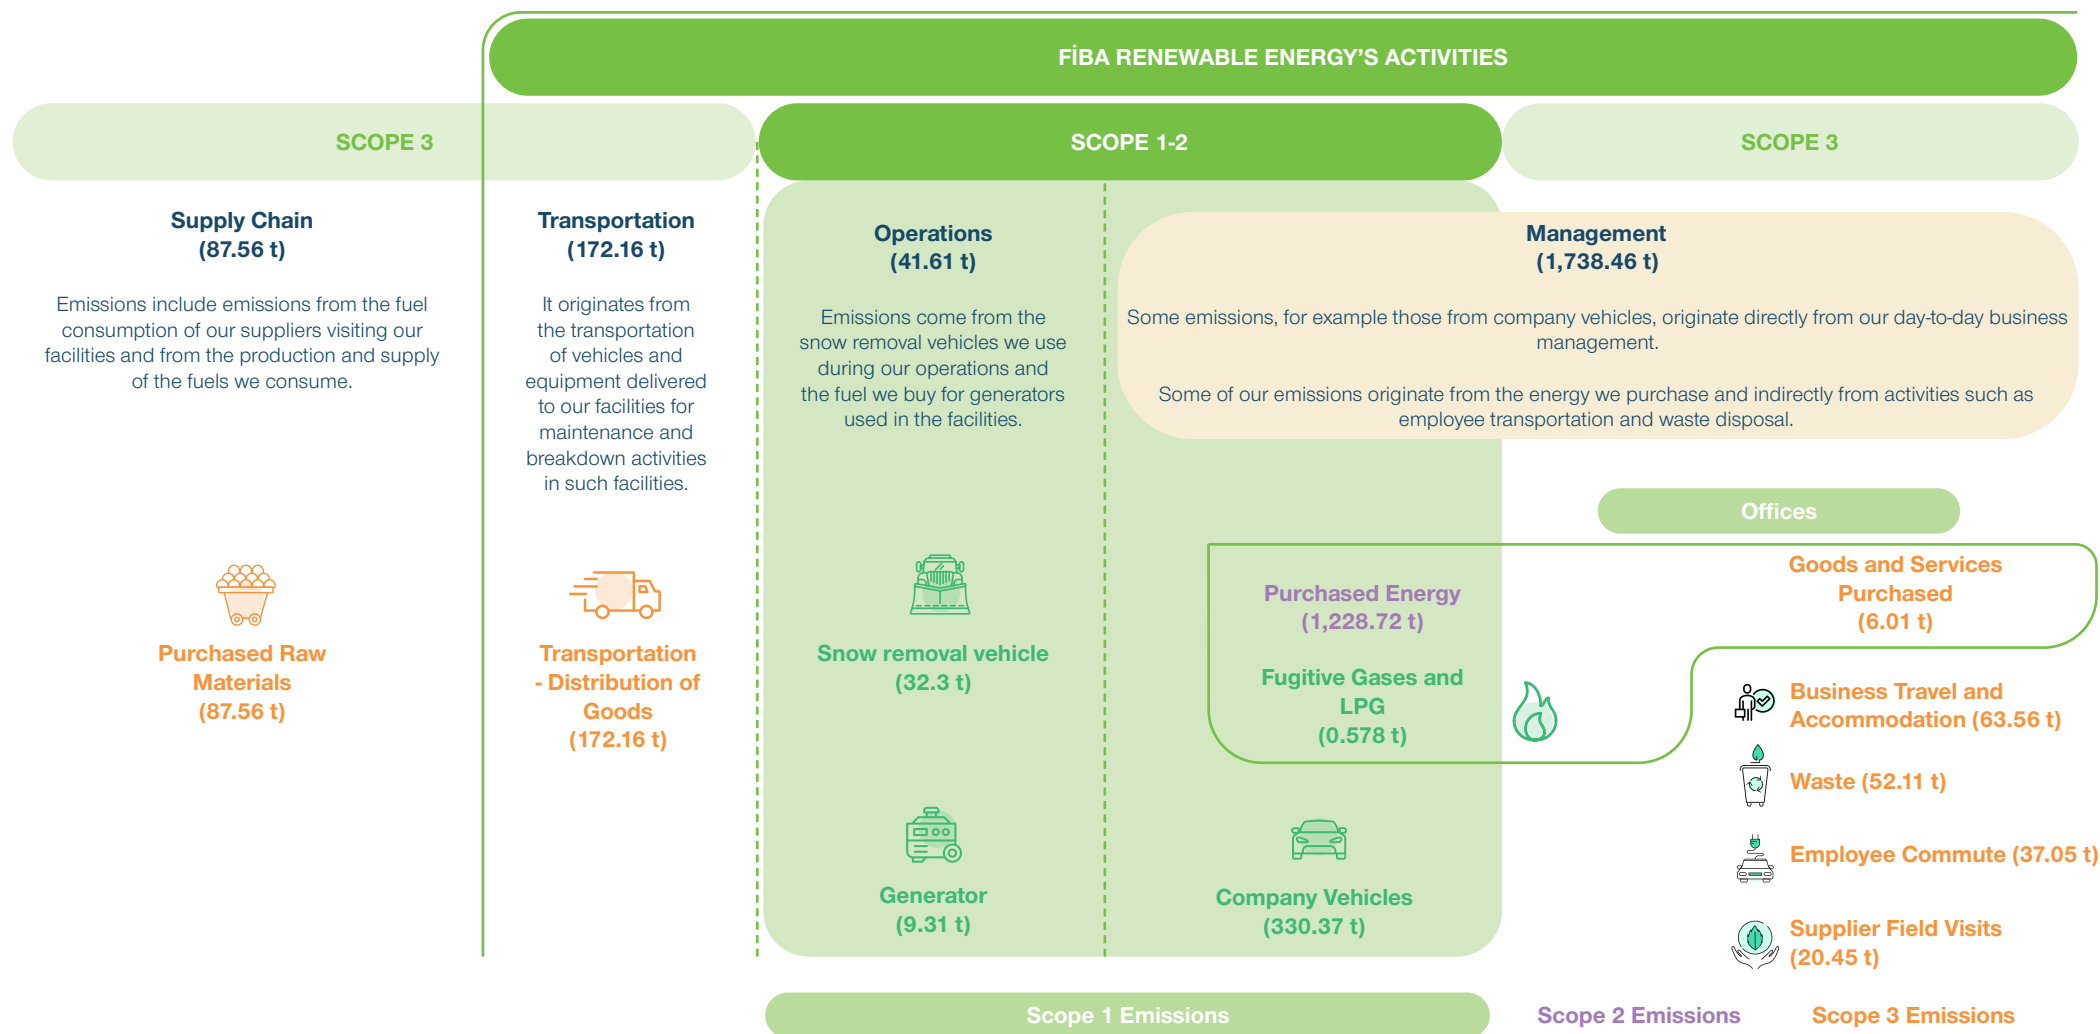 FİBA RENEWABLE ENERGY’S ACTIVITIES
SCOPE 3
SCOPE 1-2
SCOPE 3
Supply Chain
(87.56 t)
Emissions include emissions from the fuel
consumption of our suppliers visiting our
facilities and from the production and supply
of the fuels we consume.
Purchased Raw
Materials
(87.56 t)
Transportation
(172.16 t)
It originates from
the transportation
of vehicles and
equipment delivered
to our facilities for
maintenance and
breakdown activities
in such facilities.
Transportation
- Distribution of
Goods
(172.16 t)
Operations
(41.61 t)
Emissions come from the
snow removal vehicles we use
during our operations and
the fuel we buy for generators
used in the facilities.
Snow removal vehicle
(32.3 t)
Generator
(9.31 t)
Management
(1,738.46 t)
Some emissions, for example those from company vehicles, originate directly from our day-to-day business
management.
Some of our emissions originate from the energy we purchase and indirectly from activities such as
employee transportation and waste disposal.
Offices
Purchased Energy
(1,228.72 t)
Fugitive Gases and
LPG
(0.578 t)
Company Vehicles
(330.37 t)
Goods and Services
Purchased
(6.01 t)
Business Travel and
Accommodation (63.56 t)
Waste (52.11 t)
Employee Commute (37.05 t)
Supplier Field Visits
(20.45 t)
Scope 1 Emissions
Scope 2 Emissions
Scope 3 Emissions